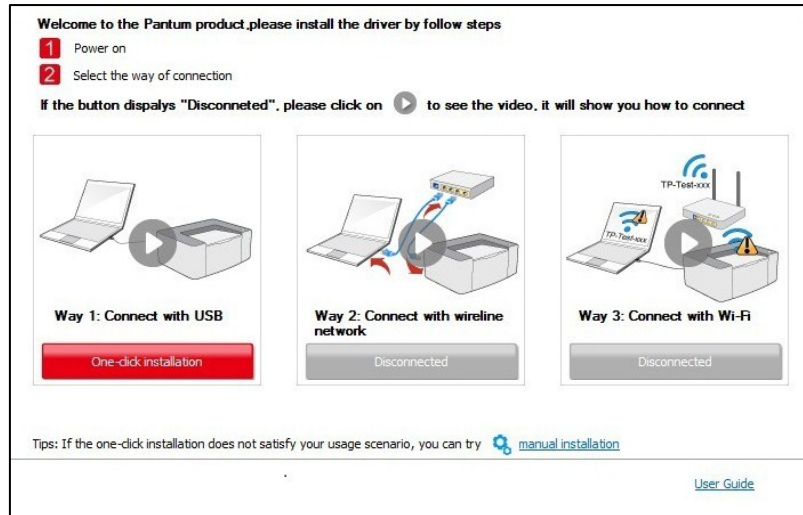 Welcome to the Pantum product,please install the driver by follow steps
1 Power on
2 Select the way of connection
If the button dispalys "Disconneted", please click on to see the video, it will show you how to connect
TP-Test-xxx
TP-Test-xxx
Way 1: Connect with USB
Way 2: Connect with wireline
network
Way 3: Connect with Wi-Fi
One-click installation
Disconnected
Disconnected
Tips: If the one-click installation does not satisfy your usage scenario, you can try manual installation
User Guide